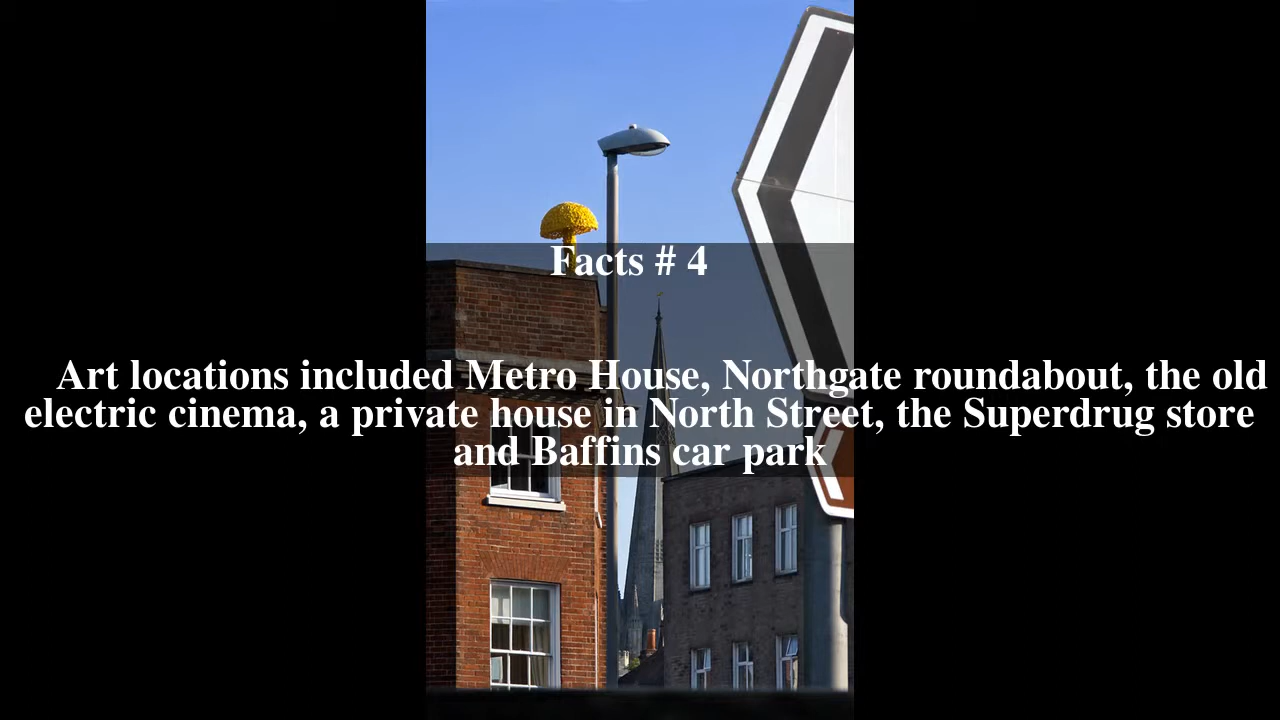 Facts # 4
Art locations included Metro House, Northgate roundabout, the old
electric cinema, a private house in North Street, the Superdrug store
and Baffins car park